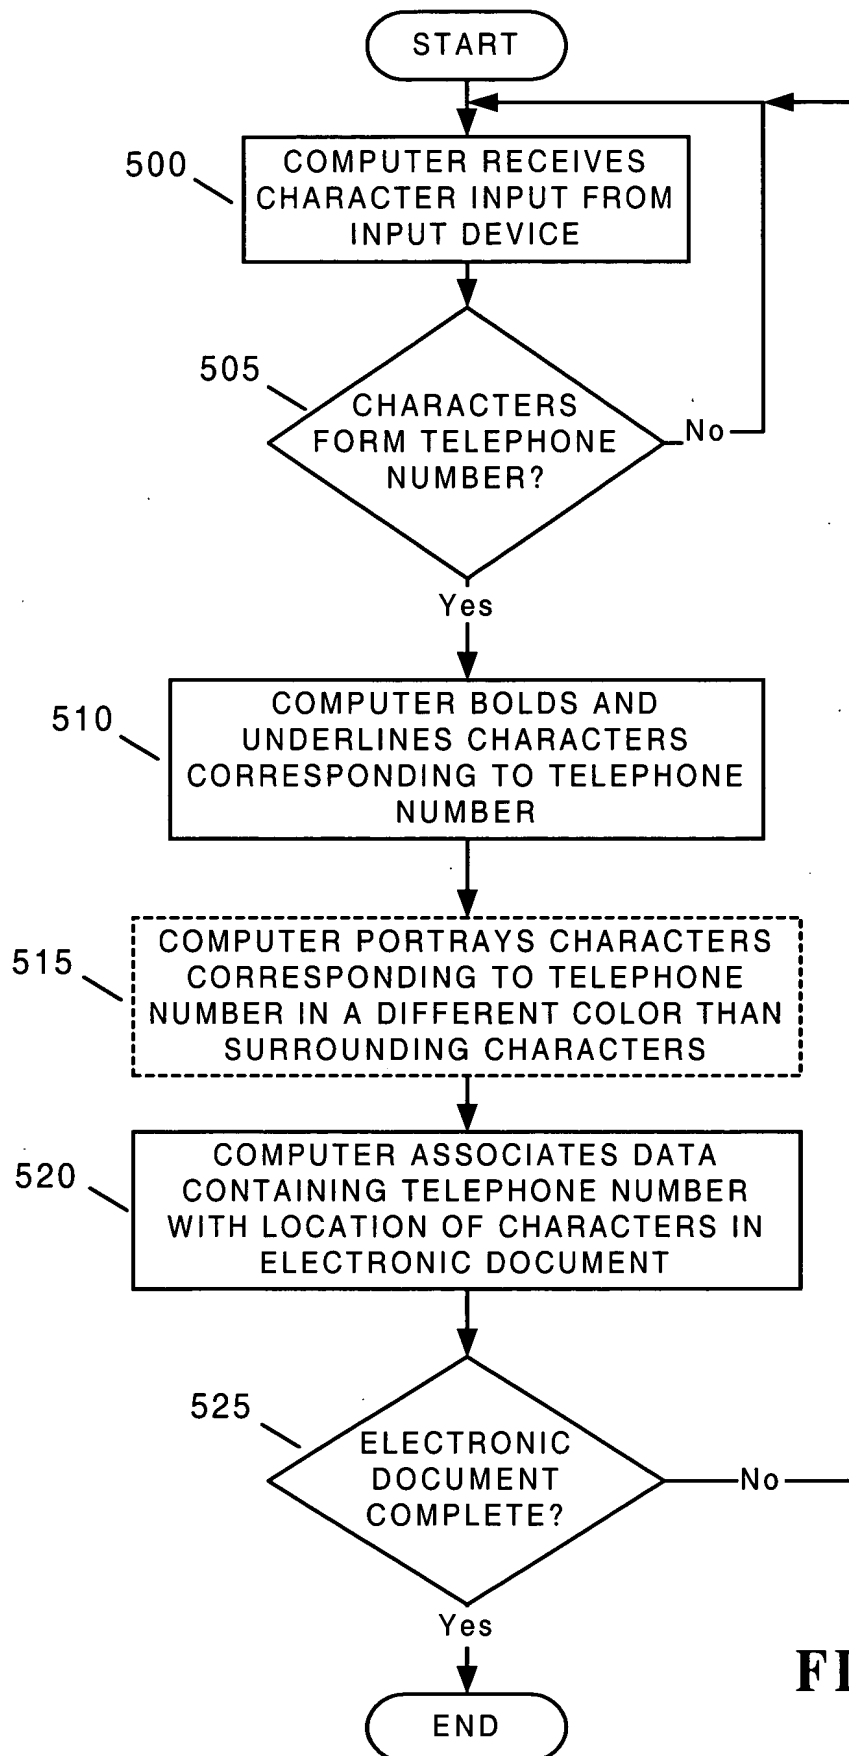 START
500
COMPUTER RECEIVES
CHARACTER INPUT FROM
INPUT DEVICE
505
CHARACTERS
FORM TELEPHONE
NUMBER?
No
Yes
510
COMPUTER BOLDS AND
UNDERLINES CHARACTERS
CORRESPONDING TO TELEPHONE
NUMBER
515
COMPUTER PORTRAYS CHARACTERS
CORRESPONDING TO TELEPHONE
NUMBER IN A DIFFERENT COLOR THAN
SURROUNDING CHARACTERS
520
COMPUTER ASSOCIATES DATA
CONTAINING TELEPHONE NUMBER
WITH LOCATION OF CHARACTERS IN
ELECTRONIC DOCUMENT
525
ELECTRONIC
DOCUMENT
COMPLETE?
No
Yes
END